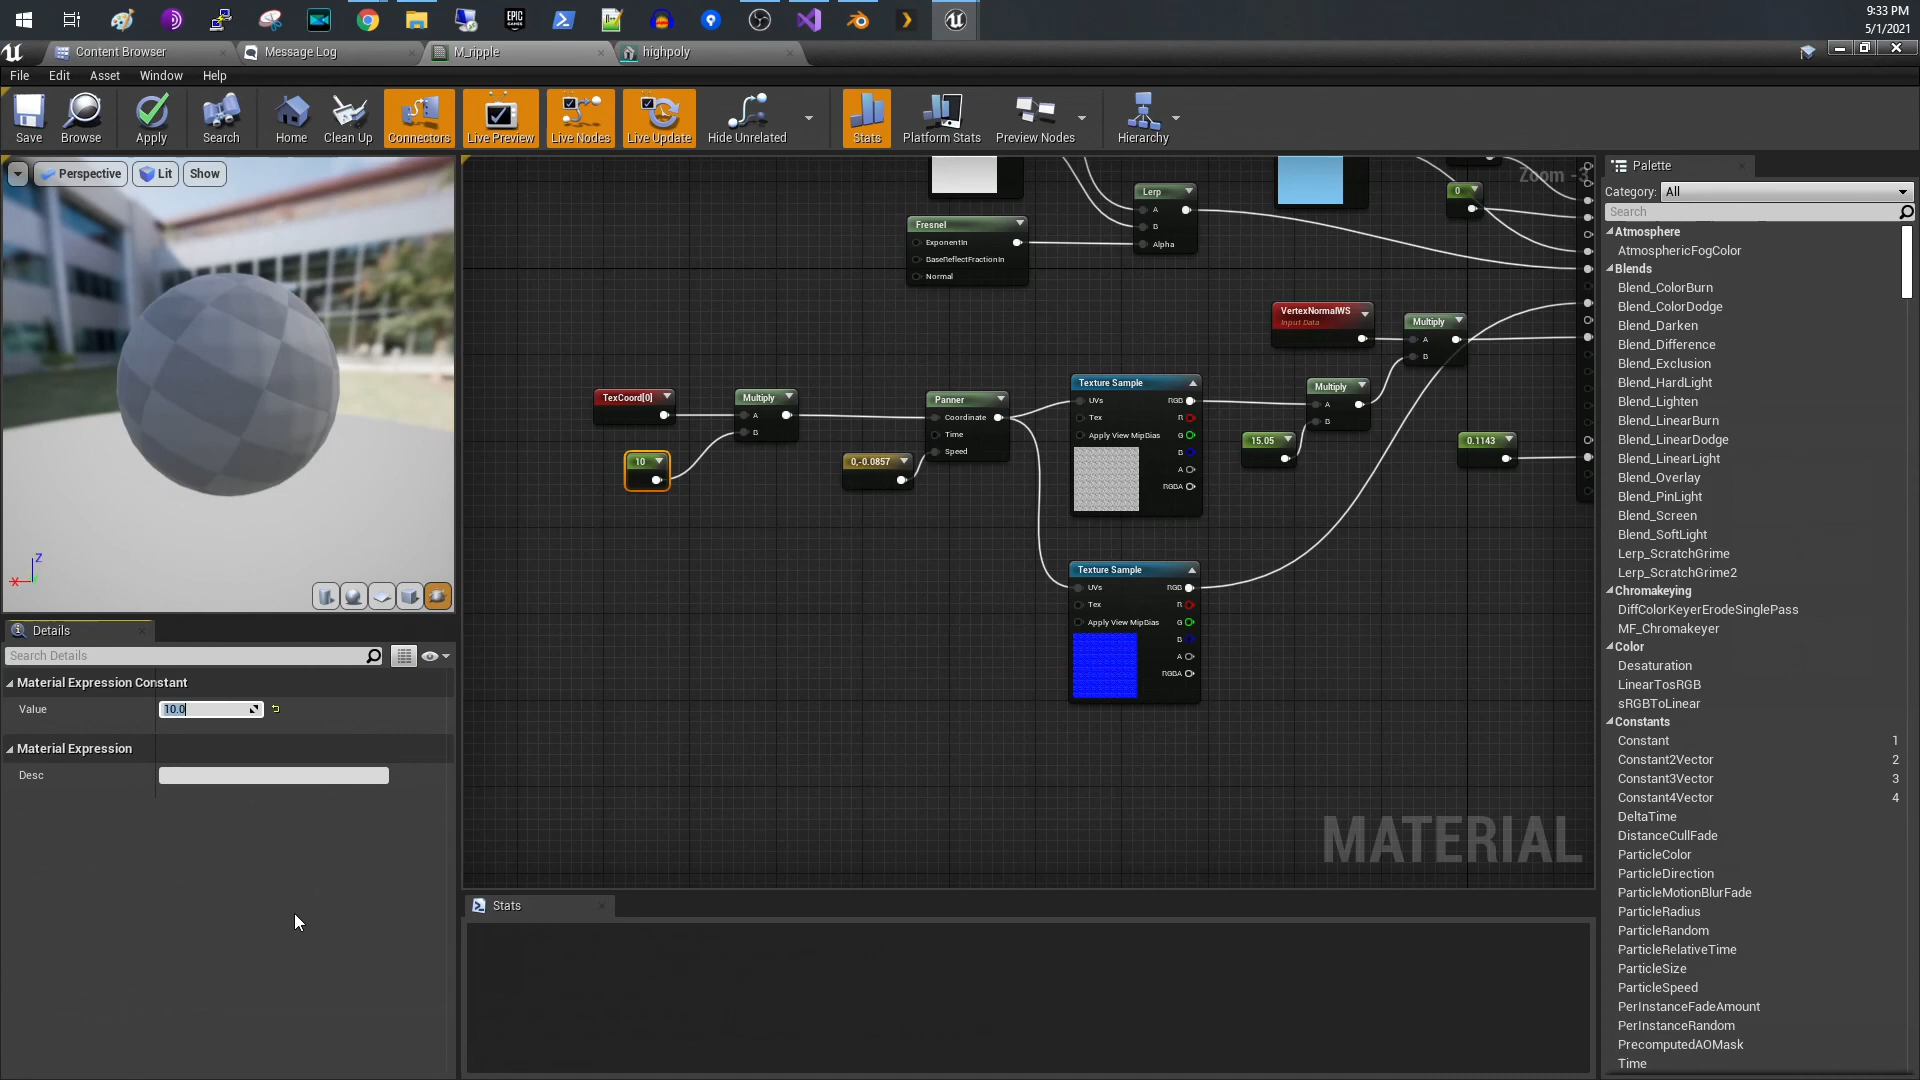 9:33 PM
5/1/2021
EPIC
GAMES
Content Browser
Message Log
M_ripple
highpoly
File
Edit
Asset
Window
Help
Save
Browse
Apply
Search
Home
Clean Up
Connectors
Live Preview
Live Nodes
Live Update
Hide Unrelated
Stats
Platform Stats
Preview Nodes
Hierarchy
Perspective
Lit
Show
Z
X
Zoom -3
Lerp
A
B
Alpha
Fresnel
ExponentIn
BaseReflectFractionIn
Normal
0
VertexNormalWS
Input Data
Multiply
A
B
TexCoord[0]
Multiply
A
B
10
0,-0.0857
Panner
Coordinate
Time
Speed
Texture Sample
UVs
RGB
Tex
R
Apply View MipBias
G
B
A
RGBA
Multiply
A
B
15.05
0.1143
Texture Sample
UVs
RGB
Tex
R
Apply View MipBias
G
B
A
RGBA
MATERIAL
Details
Search Details
Material Expression Constant
Value
10.0
Material Expression
Desc
Stats
Palette
Category:
All
Search
Atmosphere
AtmosphericFogColor
Blends
Blend_ColorBurn
Blend_ColorDodge
Blend_Darken
Blend_Difference
Blend_Exclusion
Blend_HardLight
Blend_Lighten
Blend_LinearBurn
Blend_LinearDodge
Blend_LinearLight
Blend_Overlay
Blend_PinLight
Blend_Screen
Blend_SoftLight
Lerp_ScratchGrime
Lerp_ScratchGrime2
Chromakeying
DiffColorKeyerErodeSinglePass
MF_Chromakeyer
Color
Desaturation
LinearTosRGB
sRGBToLinear
Constants
Constant 1
Constant2Vector 2
Constant3Vector 3
Constant4Vector 4
DeltaTime
DistanceCullFade
ParticleColor
ParticleDirection
ParticleMotionBlurFade
ParticleRadius
ParticleRandom
ParticleRelativeTime
ParticleSize
ParticleSpeed
PerInstanceFadeAmount
PerInstanceRandom
PrecomputedAOMask
Time